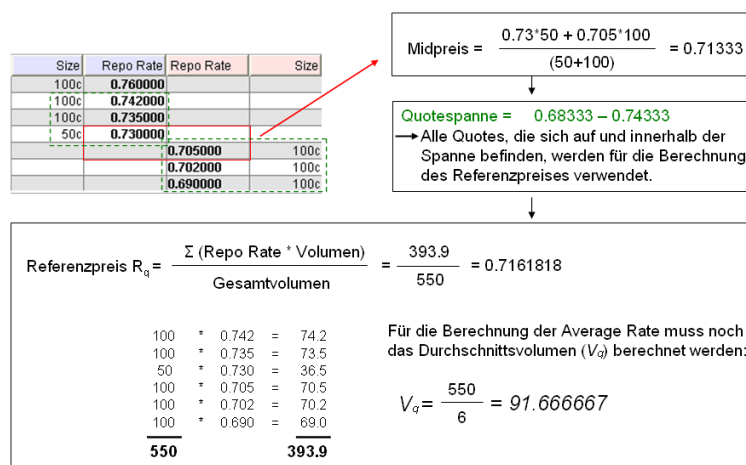 Size Repo Rate Repo Rate Size
100c 0.760000
100c 0.742000
100c 0.735000
50c 0.730000
0.705000 100c
0.702000 100c
0.690000 100c
Midpreis = 0.73*50 + 0.705*100 / (50+100) = 0.71333
Quotespanne = 0.68333 – 0.74333
→ Alle Quotes, die sich auf und innerhalb der
Spanne befinden, werden für die Berechnung
des Referenzpreises verwendet.
Referenzpreis Rq = Σ (Repo Rate * Volumen) / Gesamtvolumen = 393.9 / 550 = 0.7161818
100 * 0.742 = 74.2
100 * 0.735 = 73.5
50 * 0.730 = 36.5
100 * 0.705 = 70.5
100 * 0.702 = 70.2
100 * 0.690 = 69.0
550 393.9
Für die Berechnung der Average Rate muss noch
das Durchschnittsvolumen (Vq) berechnet werden:
Vq = 550 / 6 = 91.666667